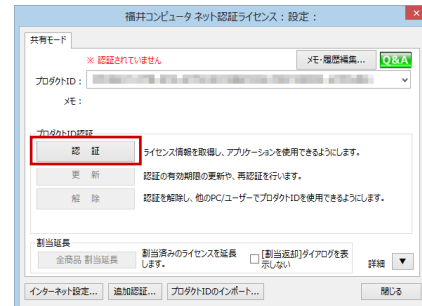 福井コンピュータ ネット認証ライセンス : 設定 :
共有モード
※ 認証されていません
メモ・履歴編集...
Q&A
プロダクトID :
メモ :
プロダクトID認証
認 証
ライセンス情報を取得し、アプリケーションを使用できるようにします。
更 新
認証の有効期限の更新や、再認証を行います。
解 除
認証を解除し、他のPC/ユーザーでプロダクトIDを使用できるようにします。
割当延長
全商品 割当延長
割当済みのライセンスを延長
します。
[割当返却]ダイアログを表
示しない
詳細 ▼
インターネット設定...
追加認証...
プロダクトIDのインポート...
閉じる